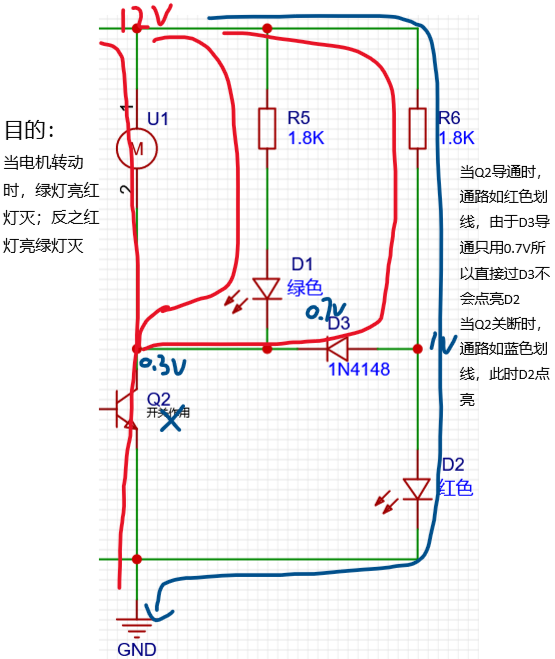 12V
目的：
当电机转动
时，绿灯亮红
灯灭；反之红
灯亮绿灯灭
1
U1
M
2
R5
1.8K
R6
1.8K
当Q2导通时，
通路如红色划
线，由于D3导
通只用0.7V所
以直接过D3不
会点亮D2
当Q2关断时，
通路如蓝色划
线，此时D2点
亮
D1
绿色
0.7V
D3
1N4148
1V
0.3V
Q2
开关作用
D2
红色
GND